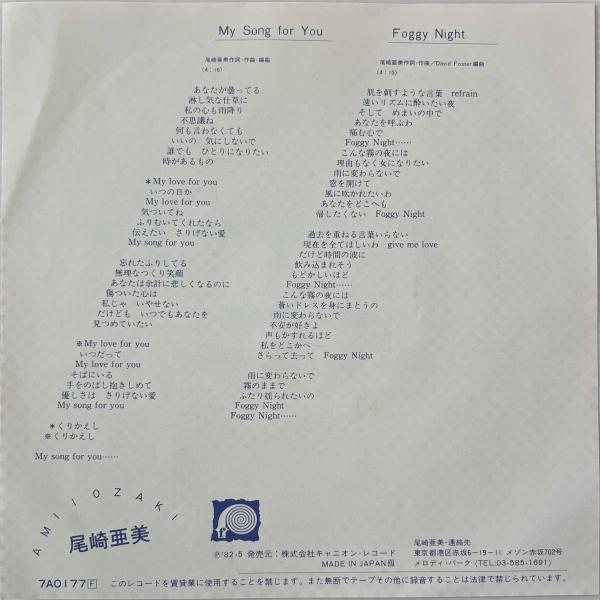 My Song for You
尾崎亜美作詞・作曲・編曲
(4:16)
あなたが曇ってる
淋し気な仕草に
私の心も雨降り
不思議ね
何も言わなくても
いいの　気にしないで
誰でも　ひとりになりたい
時があるもの
＊My love for you
いつの日か
My love for you
気づいてね
ふりむいてくれたなら
伝えたい　さりげない愛
My song for you
忘れたふりしてる
無理なつくり笑顔
あなたは余計に悲しくなるのに
傷ついた心は
私じゃ　いやせない
だけども　いつでもあなたを
見つめていたい
※My love for you
いつだって
My love for you
そばにいる
手をのばし抱きしめて
優しさは　さりげない愛
My song for you
＊くりかえし
※くりかえし
My song for you……
Foggy Night
尾崎亜美作詞・作曲／David Foster編曲
(4:10)
肌を刺すような言葉　refrain
速いリズムに酔いたい夜
そして　めまいの中で
あなたを呼ぶわ
痛む心で
Foggy Night……
こんな霧の夜には
理由もなく女になりたい
雨に変わらないで
窓を開けて
風に吹かれたいわ
あなたをどこへも
帰したくない　Foggy Night
過去を重ねる言葉いらない
現在を全てほしいわ　give me love
だけど時間の波に
飲み込まれそう
もどかしいほど
Foggy Night……
こんな霧の夜には
蒼いドレスを身にまとうの
雨に変わらないで
不安が好きよ
声もかすれるほど
私をどこかへ―
さらって去って　Foggy Night
雨に変わらないで
霧のままで
ふたり揺られたいの
Foggy Night
Foggy Night……
AMII OZAKI
尾崎亜美
℗'82・5 発売元：株式会社キャニオン・レコード
MADE IN JAPAN
尾崎亜美・連絡先
東京都港区赤坂6−19−11 メゾン赤坂702号
メロディ・パーク (TEL:03-585-1691)
7A0177 F
このレコードを賃貸業に使用することを禁じます。また無断でテープその他に録音することは法律で禁じられています。